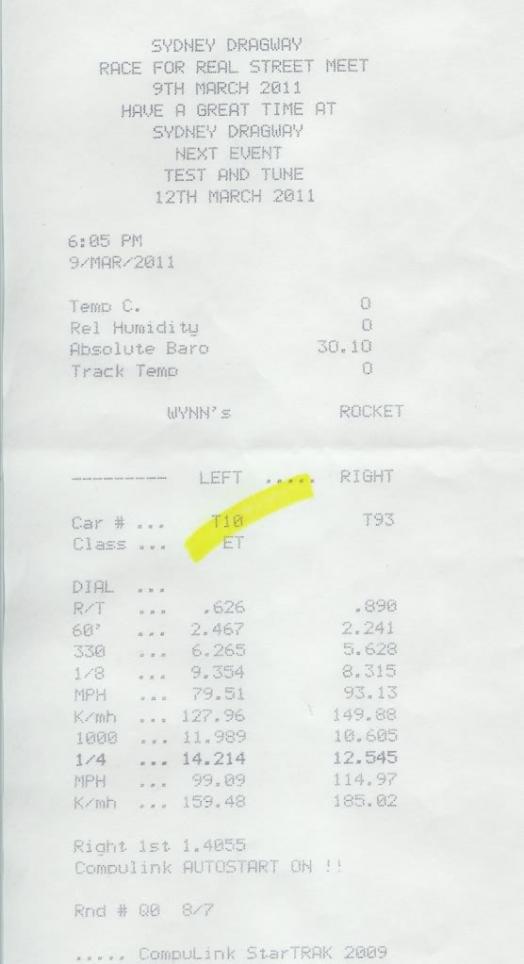 SYDNEY DRAGWAY
RACE FOR REAL STREET MEET
9TH MARCH 2011
HAVE A GREAT TIME AT
SYDNEY DRAGWAY
NEXT EVENT
TEST AND TUNE
12TH MARCH 2011
6:05 PM
9/MAR/2011
Temp C. 0
Rel Humidity 0
Absolute Baro 30.10
Track Temp 0
WYNN's ROCKET
--------- LEFT ..... RIGHT
Car # ... T10 T93
Class ... ET
DIAL ...
R/T ... .626 .890
60' ... 2.467 2.241
330 ... 6.265 5.628
1/8 ... 9.354 8.315
MPH ... 79.51 93.13
K/mh ... 127.96 149.88
1000 ... 11.989 10.605
1/4 ... 14.214 12.545
MPH ... 99.09 114.97
K/mh ... 159.48 185.02
Right 1st 1.4055
Compulink AUTOSTART ON !!
Rnd # Q0 8/7
..... CompuLink StarTRAK 2009